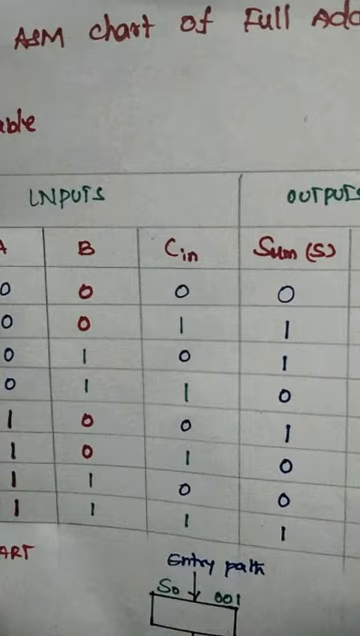 ASM chart of Full Add
able
INPUTS OUTPUTS
A B Cin Sum (S)
0 0 0 0
0 0 1 1
0 1 0 1
0 1 1 0
1 0 0 1
1 0 1 0
1 1 0 0
1 1 1 1
ART
Entry path
S0 001